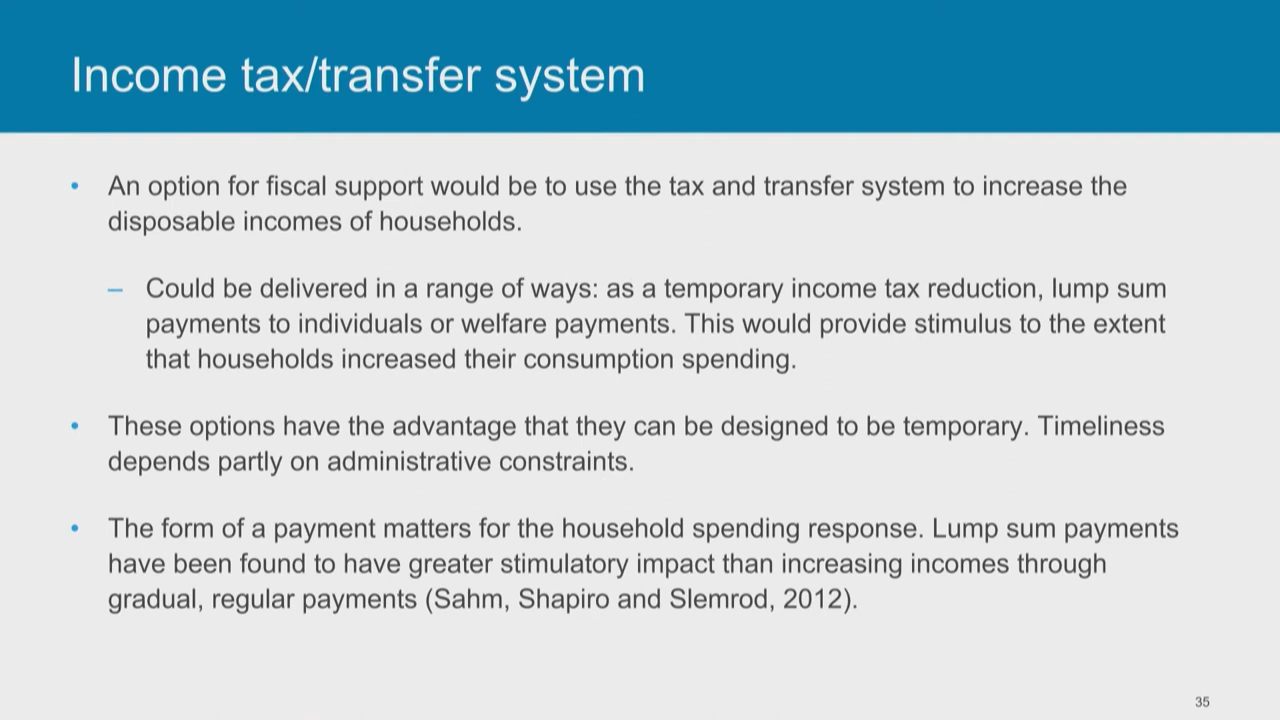 Income tax/transfer system
• An option for fiscal support would be to use the tax and transfer system to increase the
disposable incomes of households.
– Could be delivered in a range of ways: as a temporary income tax reduction, lump sum
payments to individuals or welfare payments. This would provide stimulus to the extent
that households increased their consumption spending.
• These options have the advantage that they can be designed to be temporary. Timeliness
depends partly on administrative constraints.
• The form of a payment matters for the household spending response. Lump sum payments
have been found to have greater stimulatory impact than increasing incomes through
gradual, regular payments (Sahm, Shapiro and Slemrod, 2012).
35